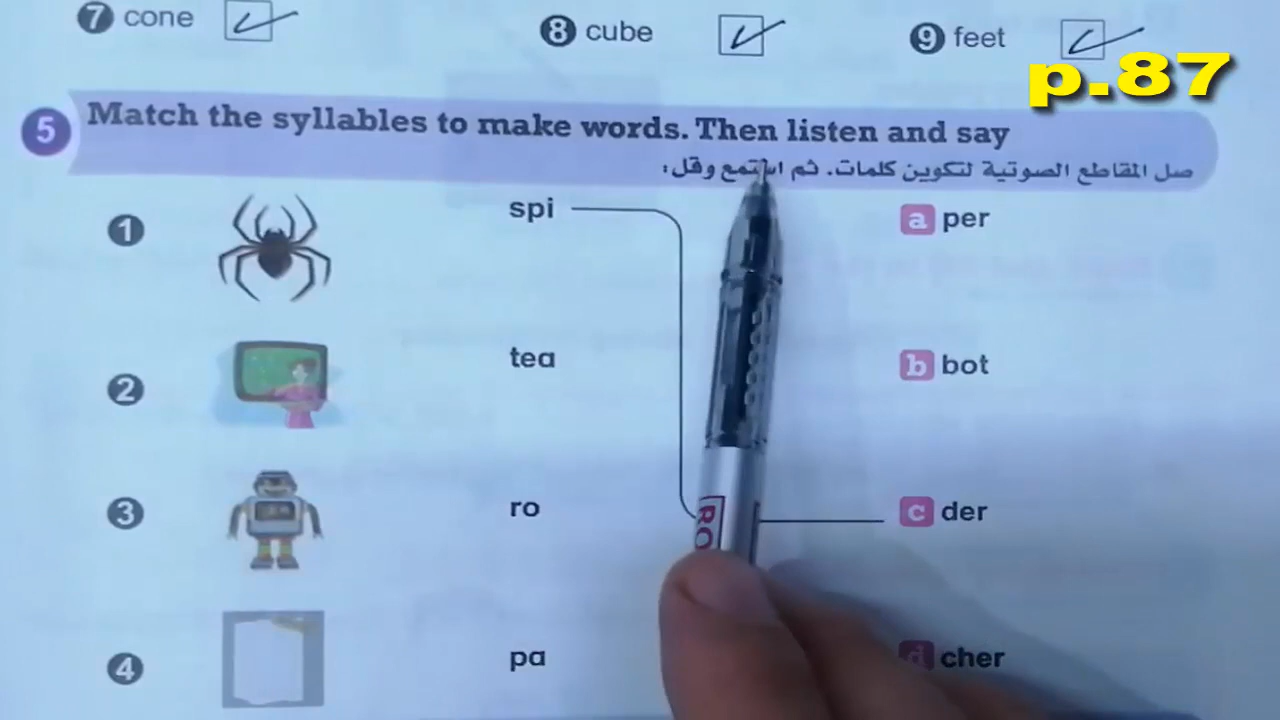 7 cone
8 cube
9 feet
p.87
5 Match the syllables to make words. Then listen and say
صل المقاطع الصوتية لتكوين كلمات. ثم استمع وقل:
1 spi a per
2 tea b bot
3 ro c der
4 pa d cher
RO